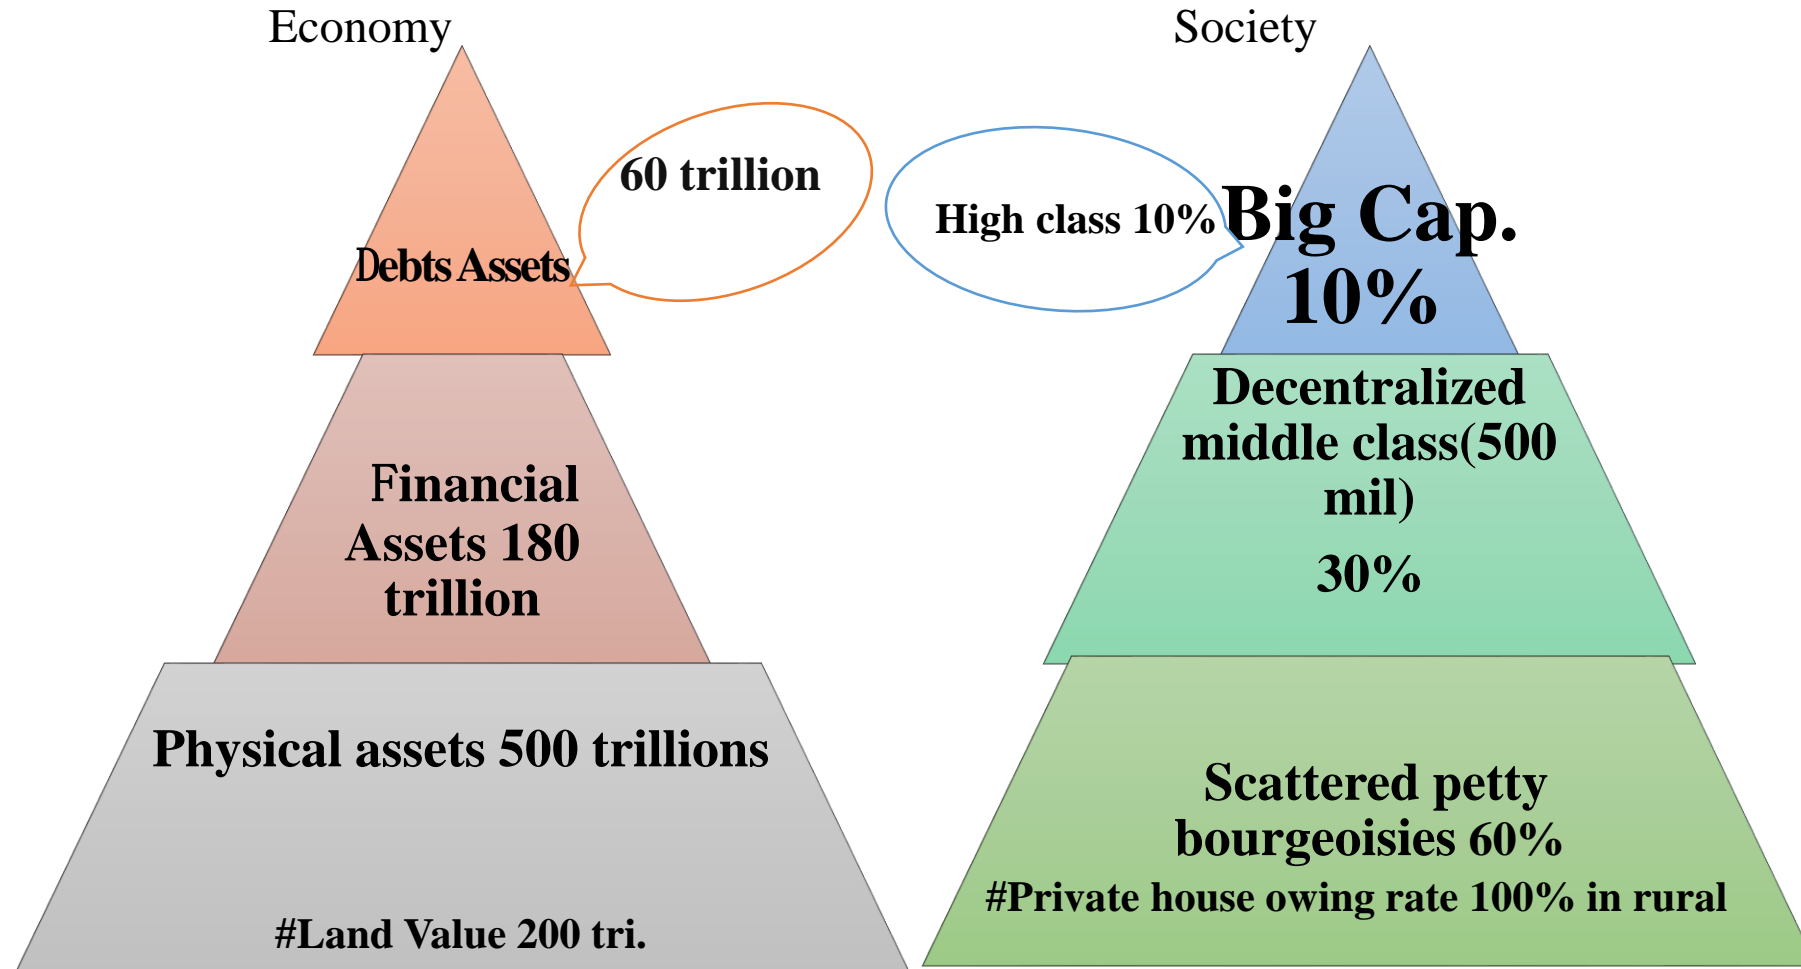 Economy
60 trillion
Debts Assets
Financial
Assets 180
trillion
Physical assets 500 trillions
#Land Value 200 tri.
Society
High class 10%
Big Cap.
10%
Decentralized
middle class(500
mil)
30%
Scattered petty
bourgeoisies 60%
#Private house owing rate 100% in rural